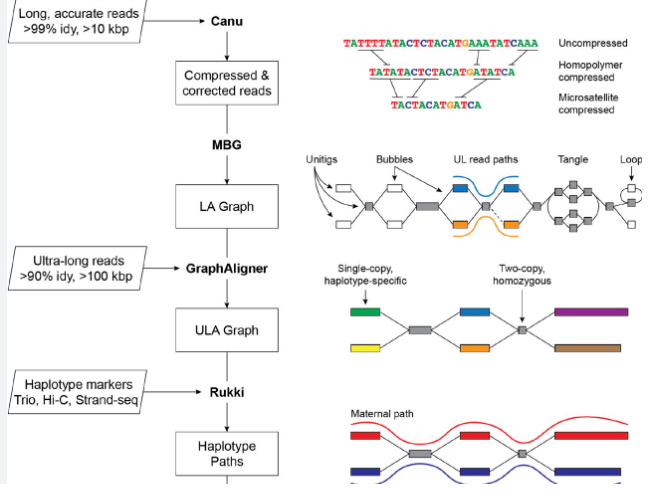 Long, accurate reads
>99% idy, >10 kbp
Canu
Compressed &
corrected reads
MBG
LA Graph
Ultra-long reads
>90% idy, >100 kbp
GraphAligner
ULA Graph
Haplotype markers
Trio, Hi-C, Strand-seq
Rukki
Haplotype
Paths
TATTTTATACTCTACATGAAATATCAAA
Uncompressed
TATATACTCTACATGATATCA
Homopolymer
compressed
TACTACATGATCA
Microsatellite
compressed
Unitigs
Bubbles
UL read paths
Tangle
Loop
Single-copy,
haplotype-specific
Two-copy,
homozygous
Maternal path